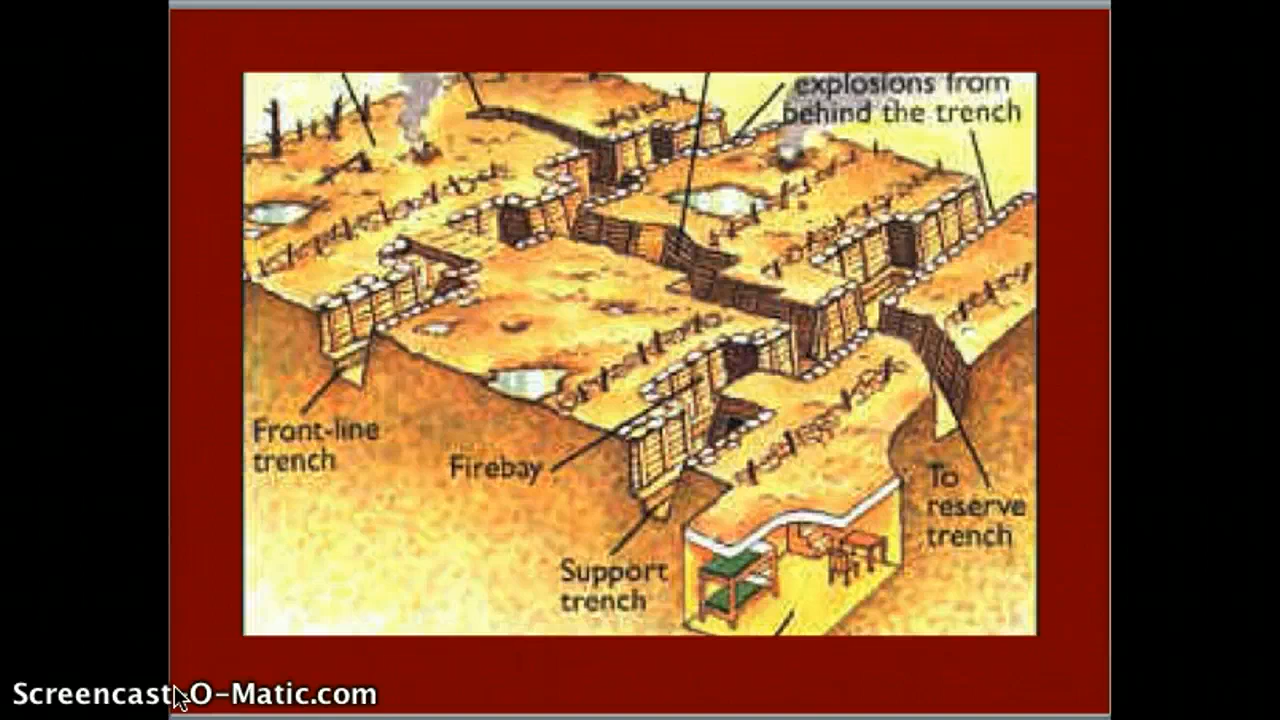 explosions from
behind the trench
Front-line
trench
Firebay
To
reserve
trench
Support
trench
Screencast-O-Matic.com